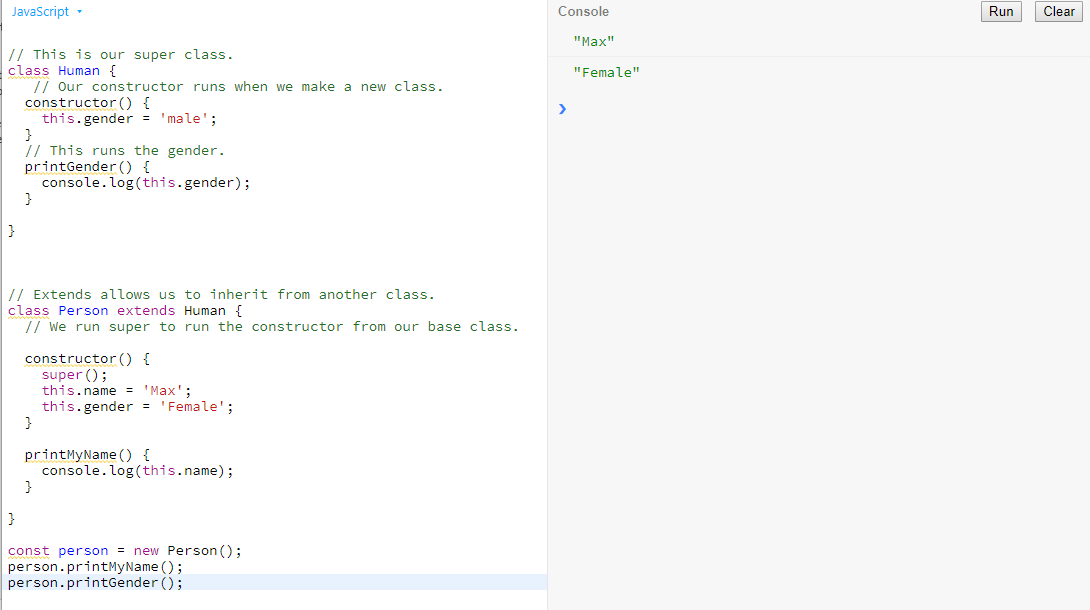 JavaScript
// This is our super class.
class Human {
// Our constructor runs when we make a new class.
constructor() {
this.gender = 'male';
}
// This runs the gender.
printGender() {
console.log(this.gender);
}
}
// Extends allows us to inherit from another class.
class Person extends Human {
// We run super to run the constructor from our base class.
constructor() {
super();
this.name = 'Max';
this.gender = 'Female';
}
printMyName() {
console.log(this.name);
}
}
const person = new Person();
person.printMyName();
person.printGender();
Console
Run
Clear
"Max"
"Female"